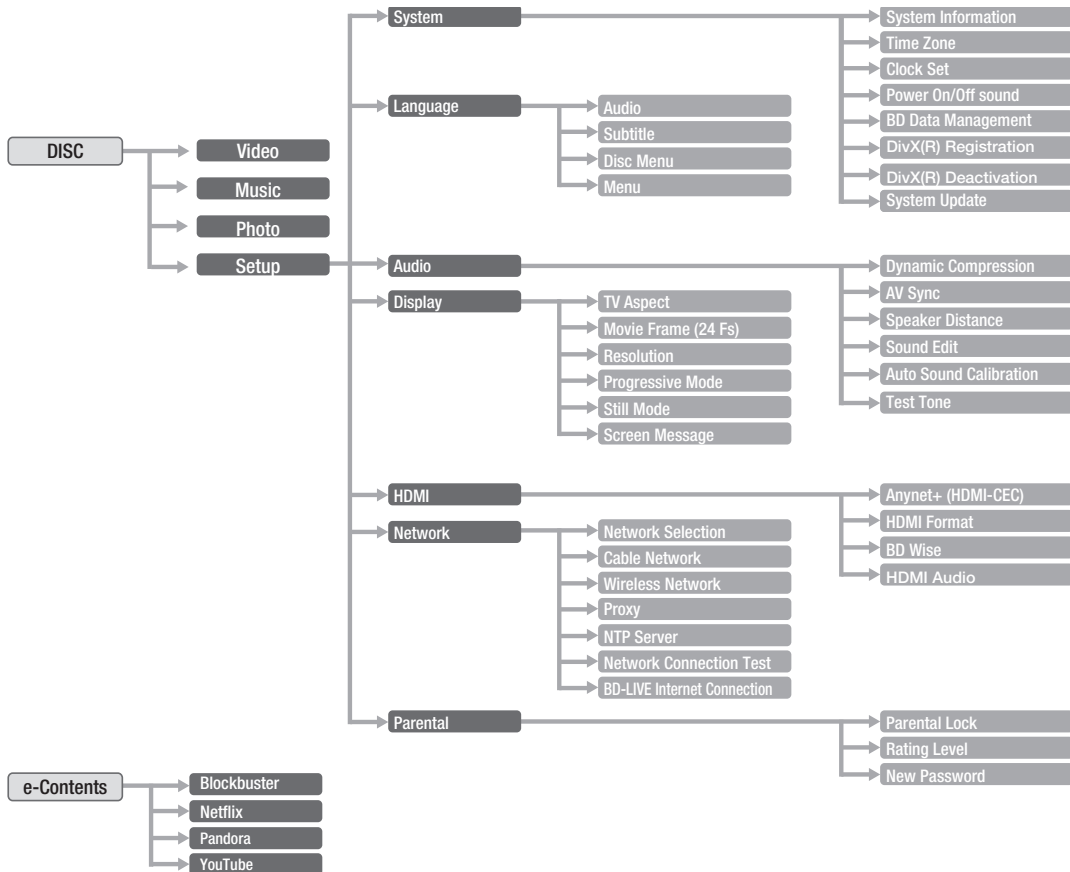 DISC
Video
Music
Photo
Setup
System
System Information
Time Zone
Clock Set
Power On/Off sound
BD Data Management
DivX(R) Registration
DivX(R) Deactivation
System Update
Language
Audio
Subtitle
Disc Menu
Menu
Audio
Dynamic Compression
AV Sync
Speaker Distance
Sound Edit
Auto Sound Calibration
Test Tone
Display
TV Aspect
Movie Frame (24 Fs)
Resolution
Progressive Mode
Still Mode
Screen Message
HDMI
Anynet+ (HDMI-CEC)
HDMI Format
BD Wise
HDMI Audio
Network
Network Selection
Cable Network
Wireless Network
Proxy
NTP Server
Network Connection Test
BD-LIVE Internet Connection
Parental
Parental Lock
Rating Level
New Password
e-Contents
Blockbuster
Netflix
Pandora
YouTube